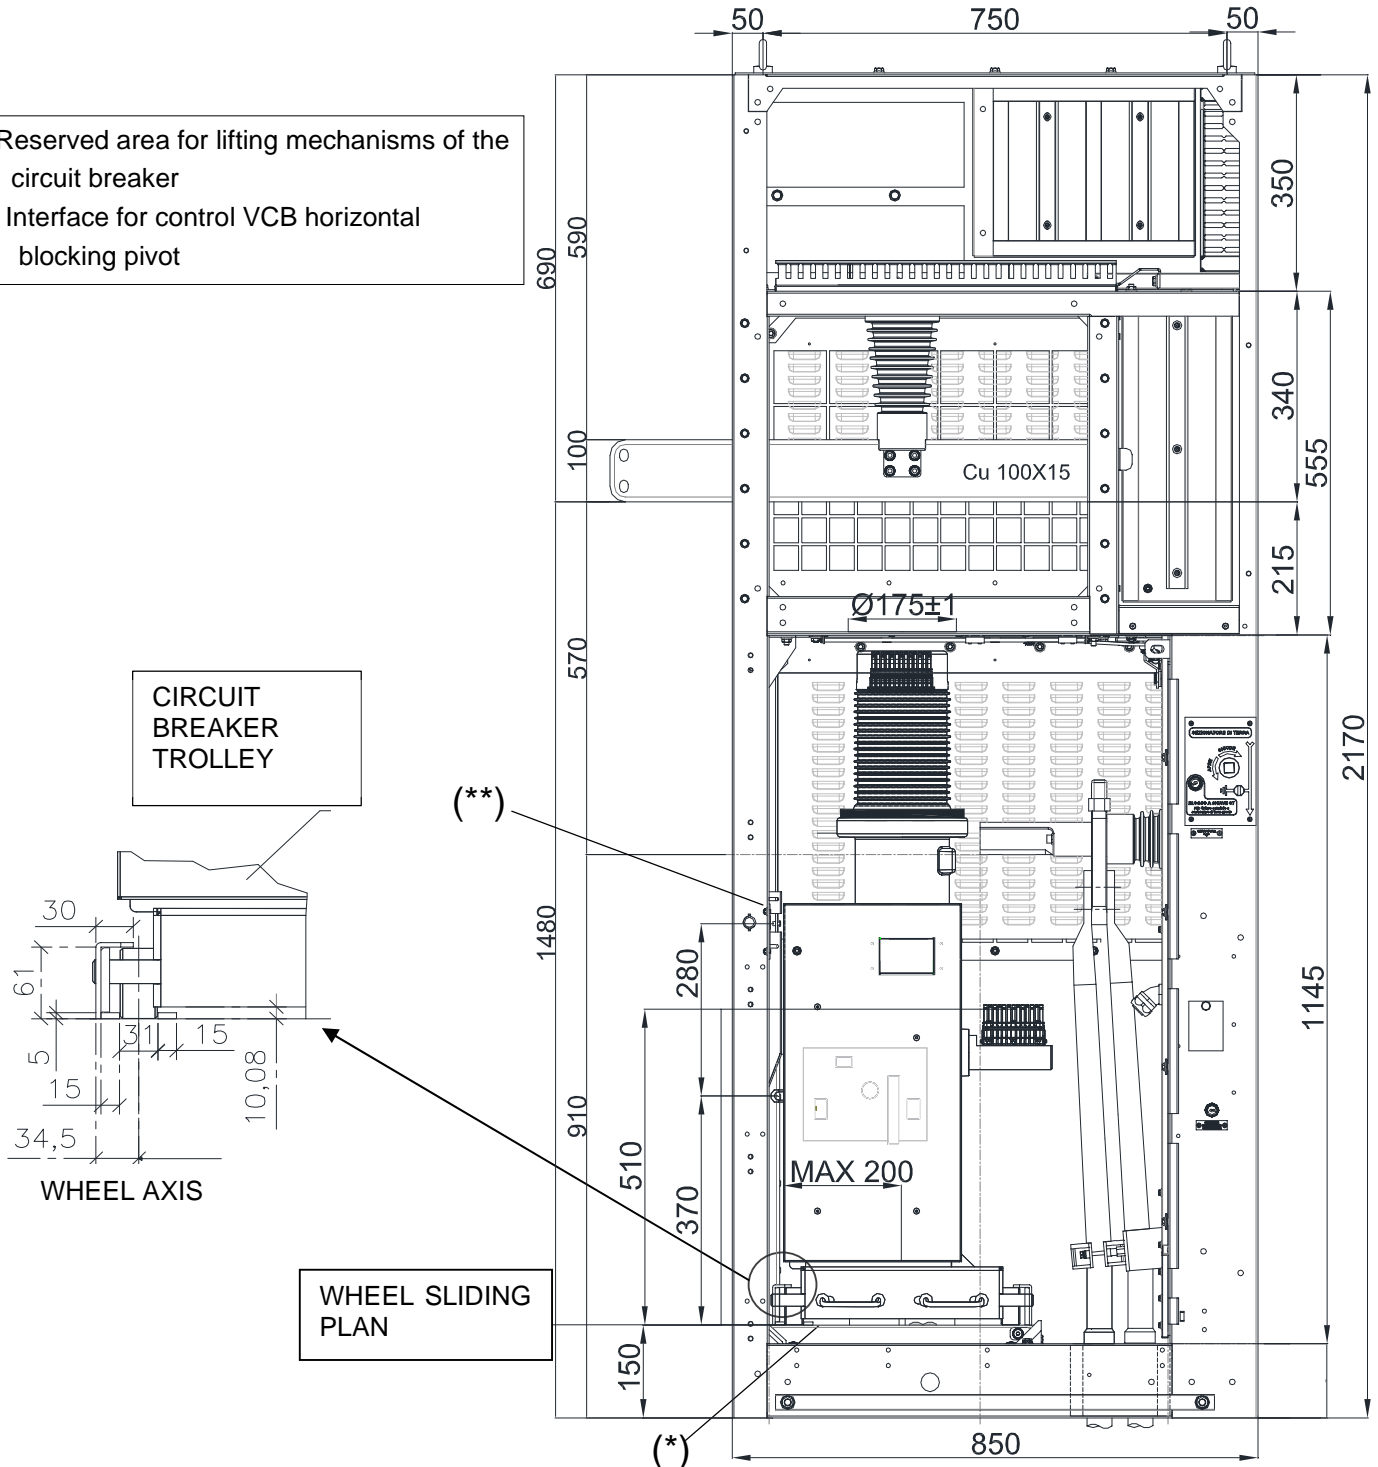 50
750
50
Reserved area for lifting mechanisms of the
circuit breaker
Interface for control VCB horizontal
blocking pivot
350
590
690
340
555
100
Cu 100X15
215
Ø175±1
570
CIRCUIT
BREAKER
TROLLEY
(**)
SEZIONATORE DI TERRA
2170
30
1480
280
61
1145
5
31
15
15
10,08
34,5
WHEEL AXIS
910
510
370
MAX 200
WHEEL SLIDING
PLAN
150
(*)
850